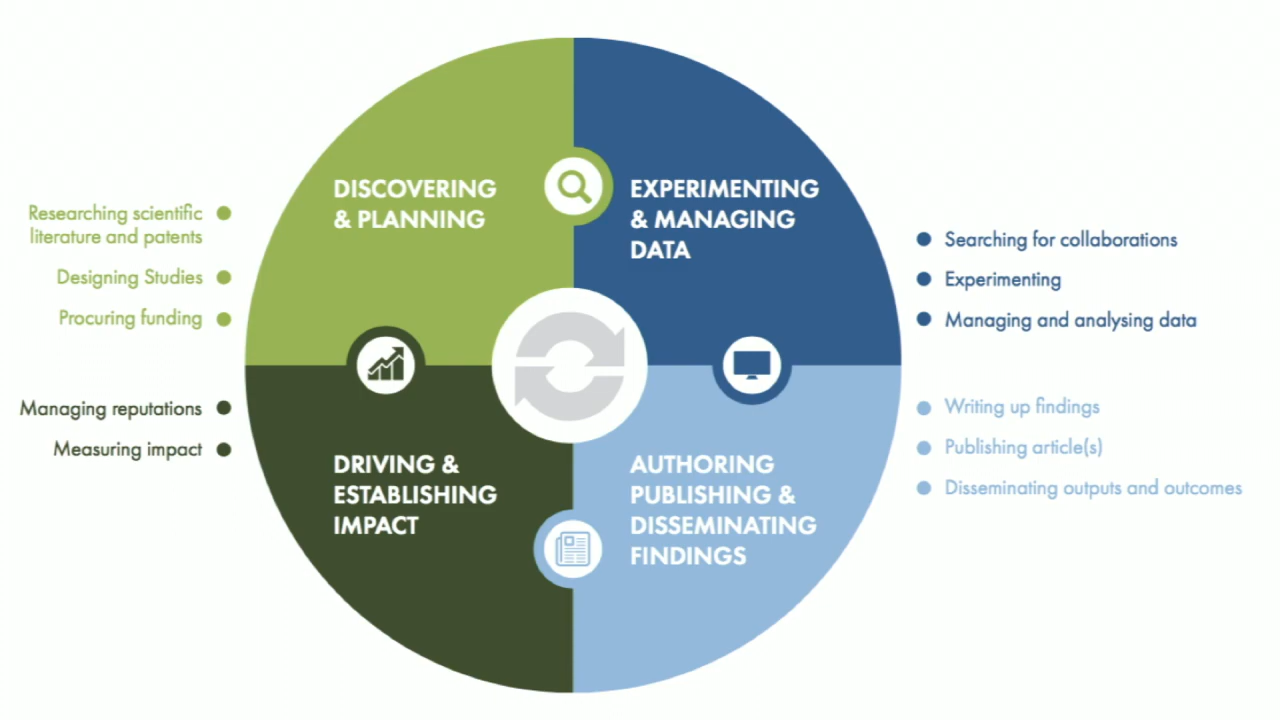 DISCOVERING
& PLANNING
EXPERIMENTING
& MANAGING
DATA
Researching scientific
literature and patents
Designing Studies
Procuring funding
Searching for collaborations
Experimenting
Managing and analysing data
Managing reputations
Measuring impact
DRIVING &
ESTABLISHING
IMPACT
AUTHORING
PUBLISHING &
DISSEMINATING
FINDINGS
Writing up findings
Publishing article(s)
Disseminating outputs and outcomes